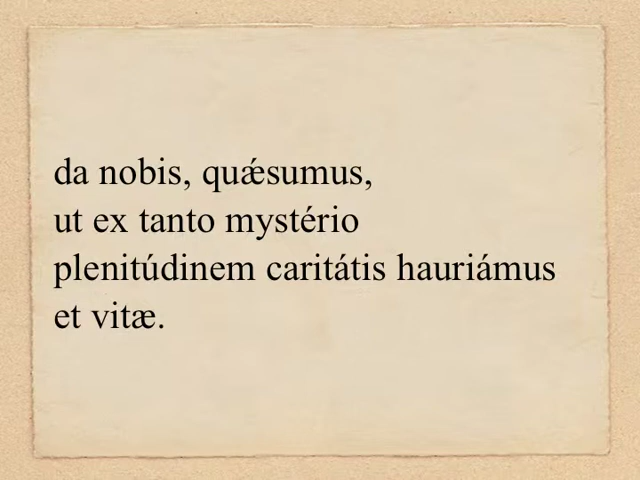 da nobis, quǽsumus,
ut ex tanto mystério
plenitúdinem caritátis hauriámus
et vitæ.